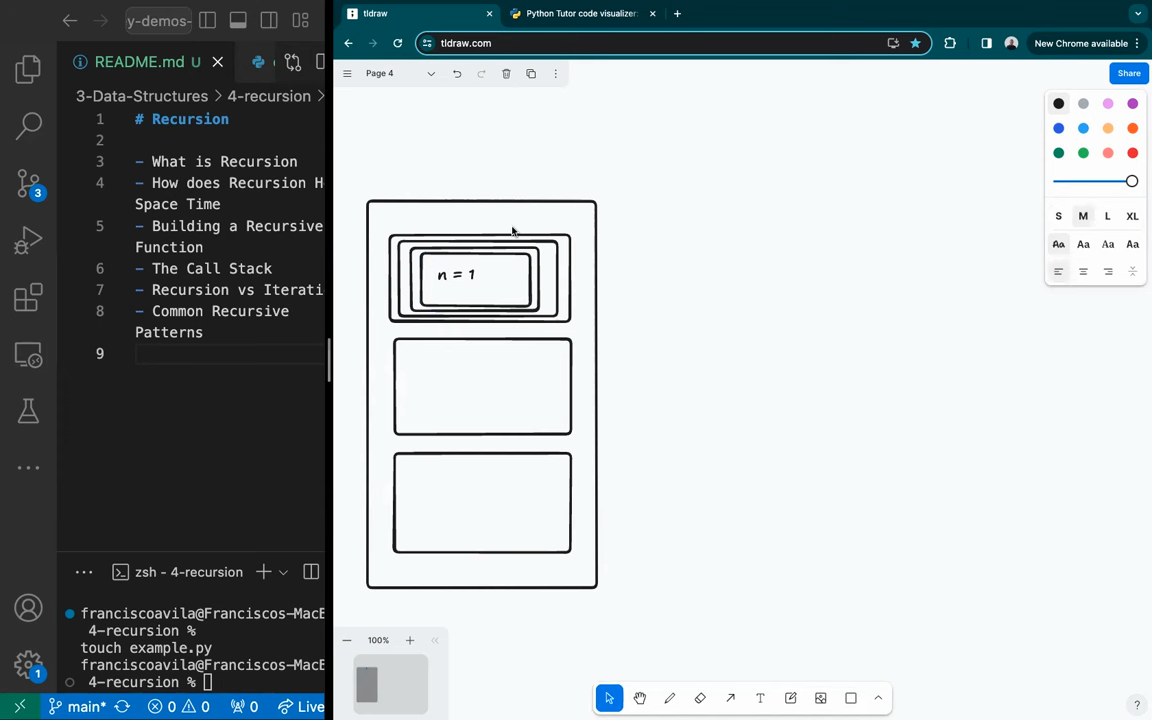 y-demos-
README.md U
3-Data-Structures > 4-recursion >
1 # Recursion
2
3 - What is Recursion
4 - How does Recursion H
Space Time
5 - Building a Recursive
Function
6 - The Call Stack
7 - Recursion vs Iterati
8 - Common Recursive
Patterns
9
3
1
zsh - 4-recursion
franciscoavila@Franciscos-MacB
4-recursion %
touch example.py
franciscoavila@Franciscos-MacB
4-recursion %
main* 0 0 0 Live
tldraw
Python Tutor code visualizer:
tldraw.com
New Chrome available
Page 4
Share
S M L XL
Aa Aa Aa Aa
n = 1
100%
T
?